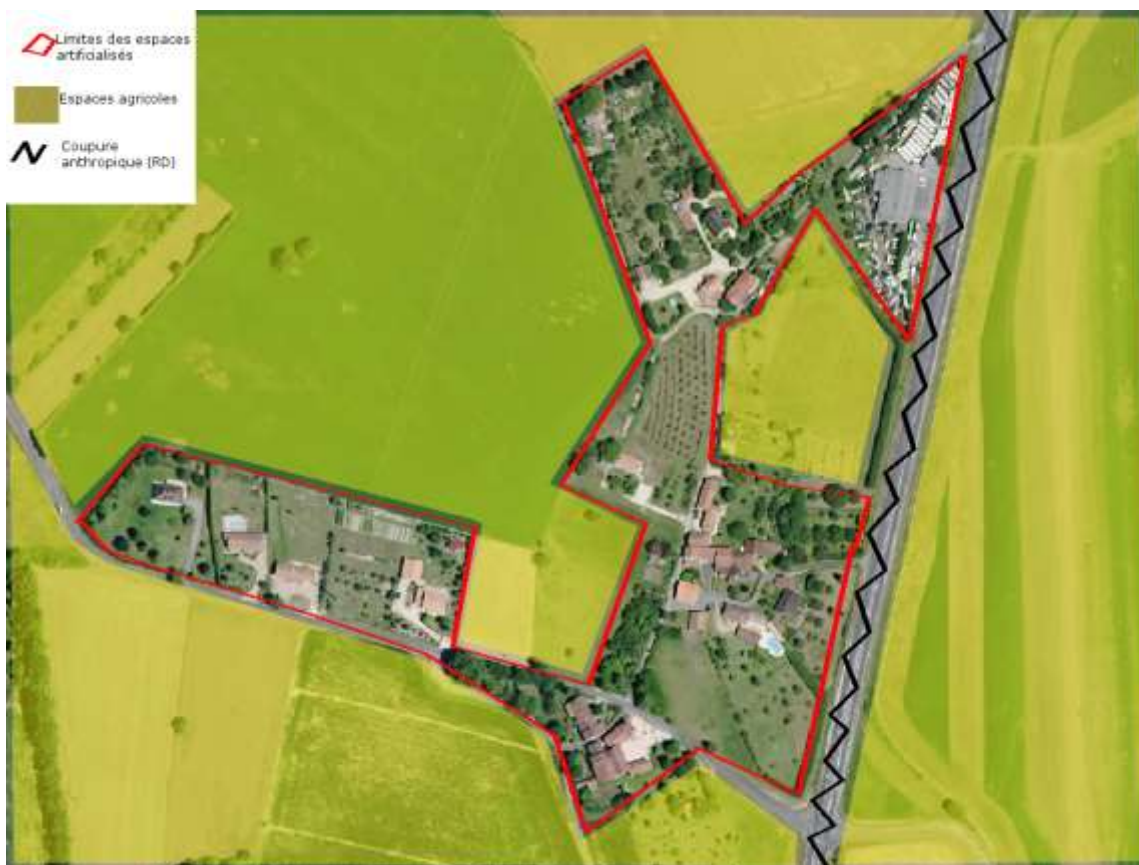 Limites des espaces
artificialisés
Espaces agricoles
Coupure
anthropique (RD)